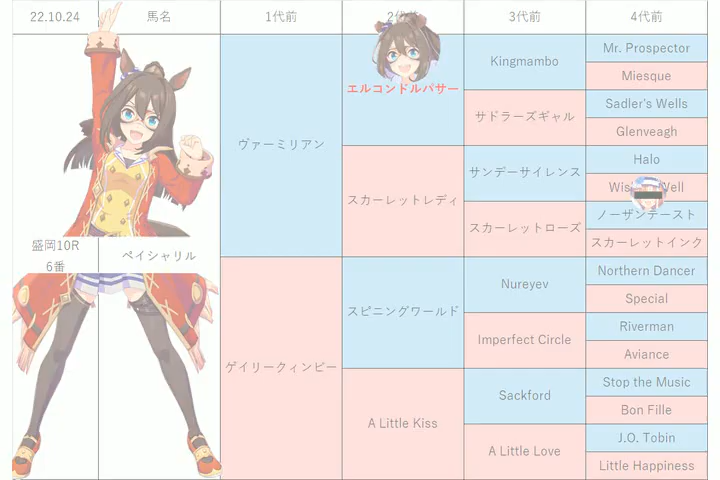 22.10.24 馬名 1代前 2代前 3代前 4代前
盛岡10R
6番
ペイシャリル
ヴァーミリアン
ゲイリークィンビー
エルコンドルパサー
スカーレットレディ
スピニングワールド
A Little Kiss
Kingmambo
サドラーズギャル
サンデーサイレンス
スカーレットローズ
Nureyev
Imperfect Circle
Sackford
A Little Love
Mr. Prospector
Miesque
Sadler's Wells
Glenveagh
Halo
ノーザンテースト
スカーレットインク
Northern Dancer
Special
Riverman
Aviance
Stop the Music
Bon Fille
J.O. Tobin
Little Happiness